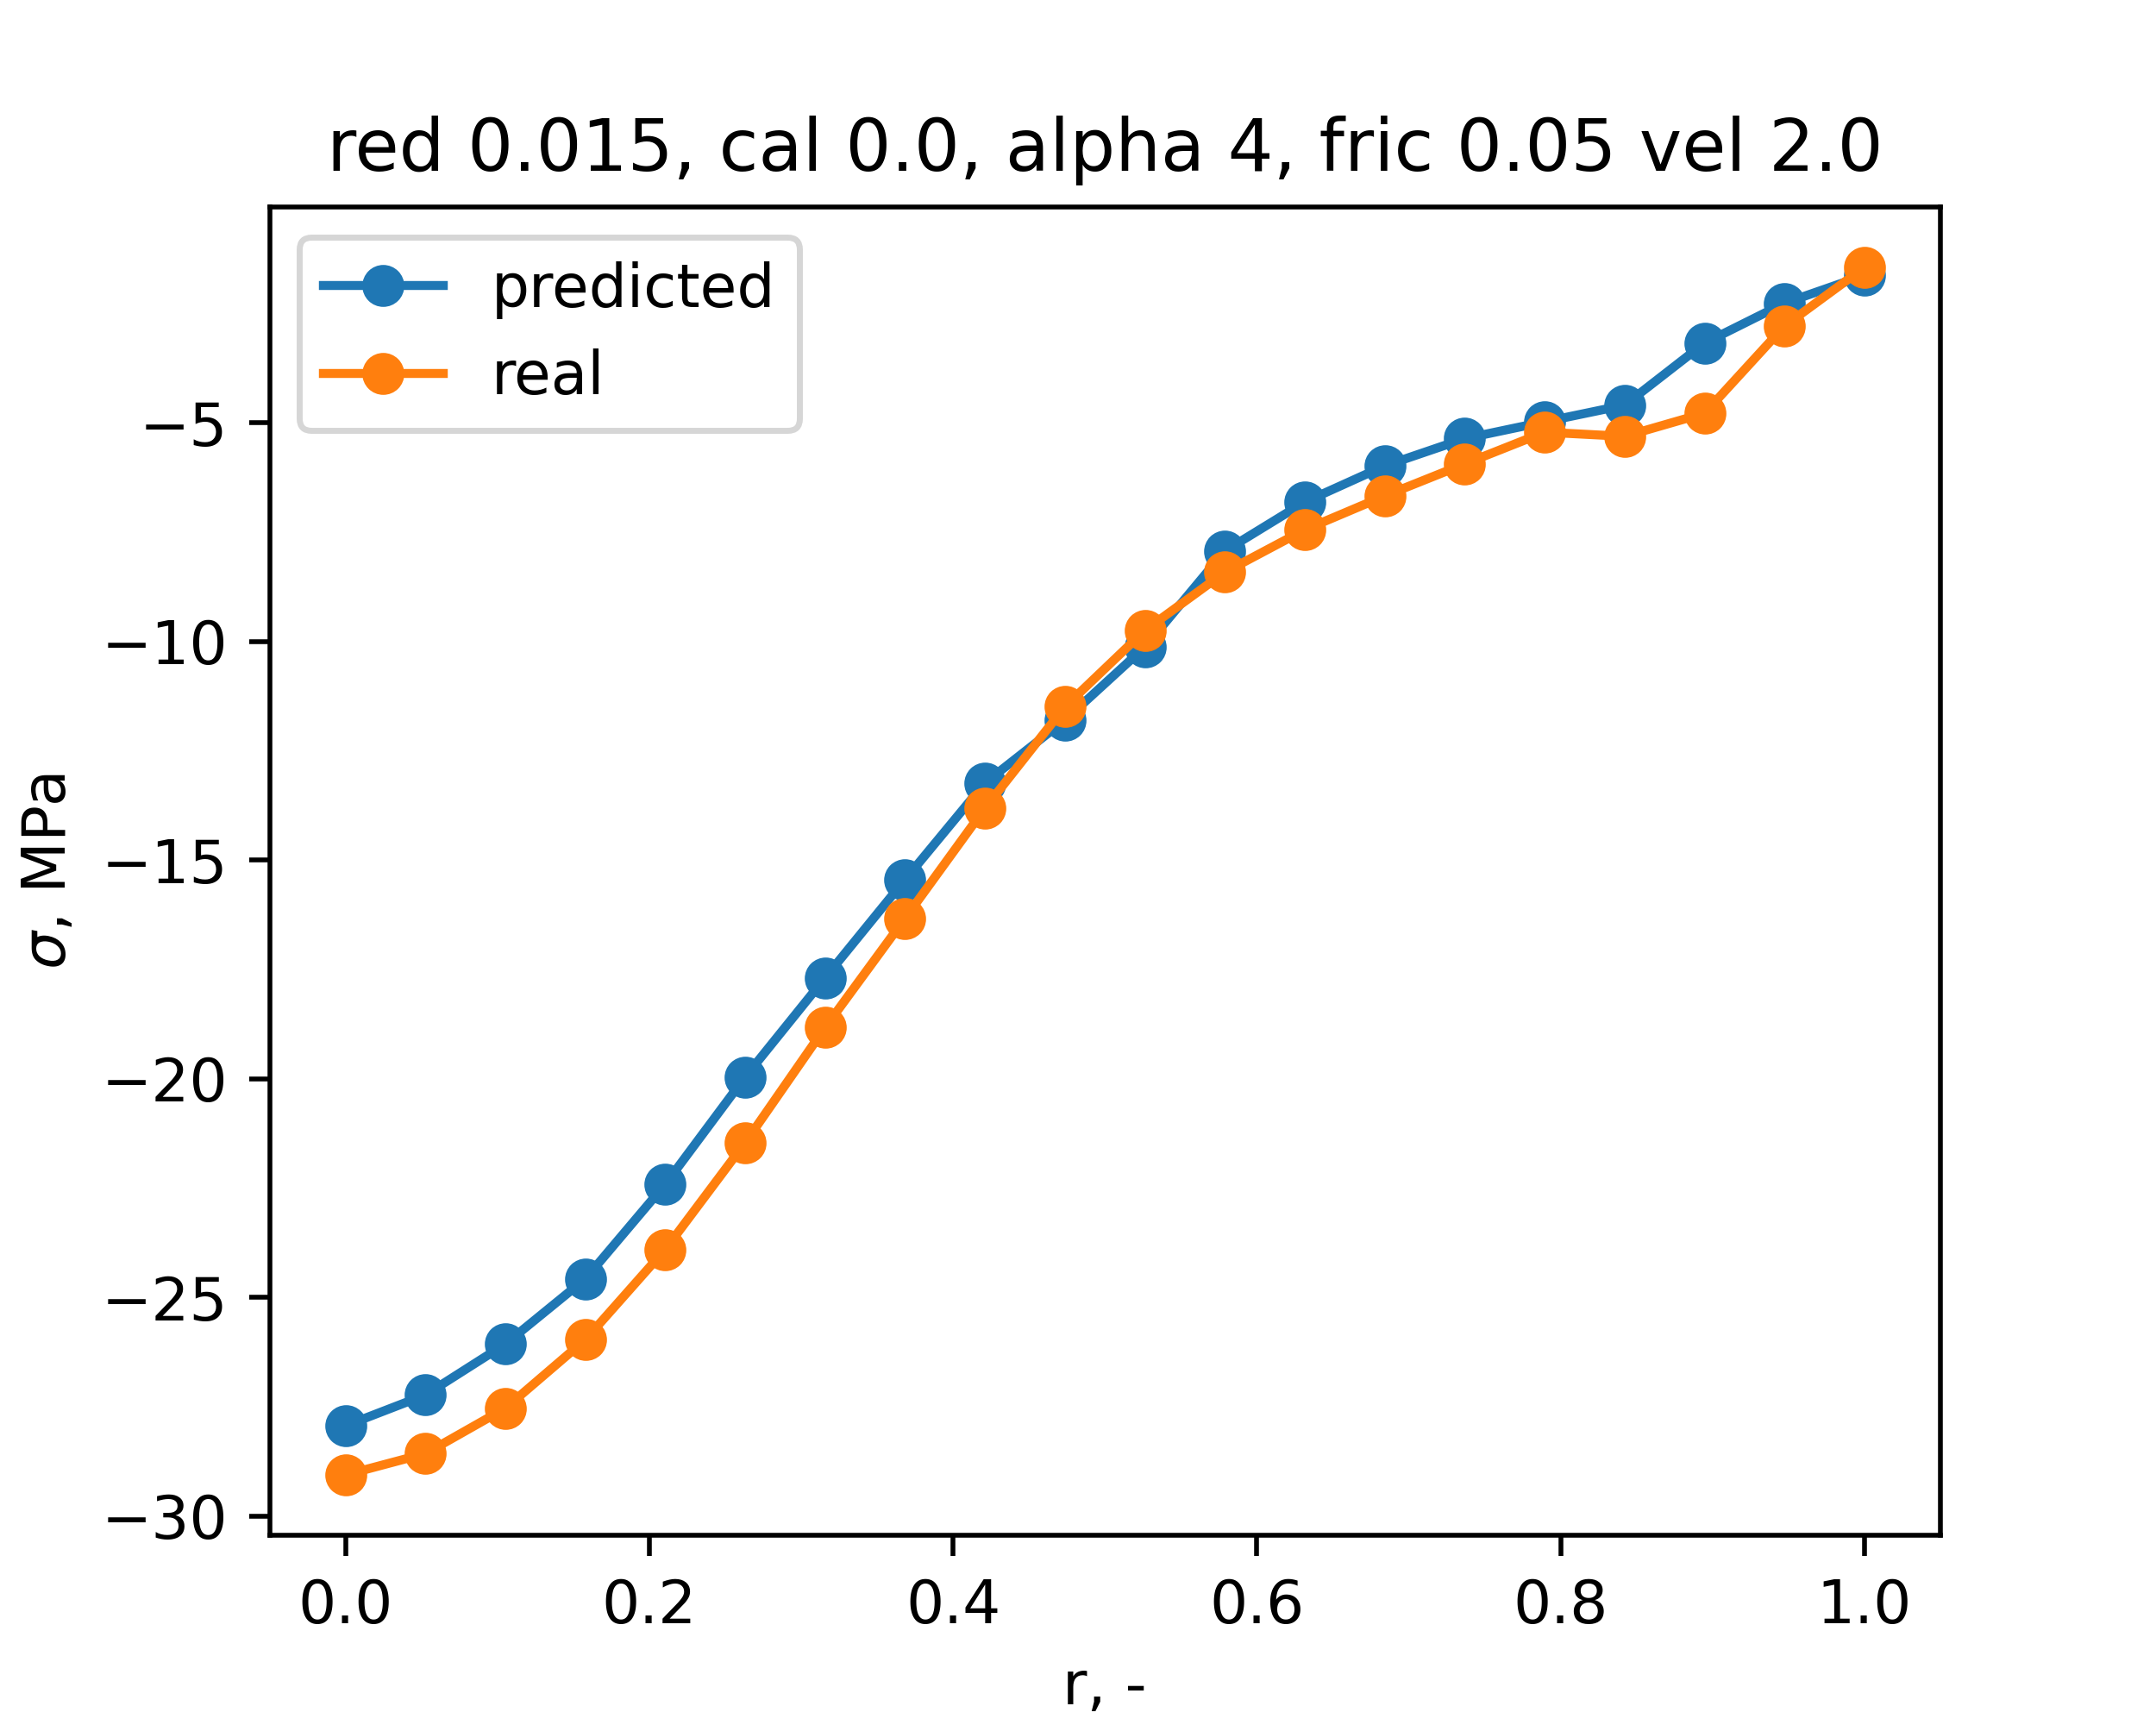 red 0.015, cal 0.0, alpha 4, fric 0.05 vel 2.0
predicted
real
−5
−10
−15
−20
−25
−30
σ, MPa
0.0 0.2 0.4 0.6 0.8 1.0
r, -